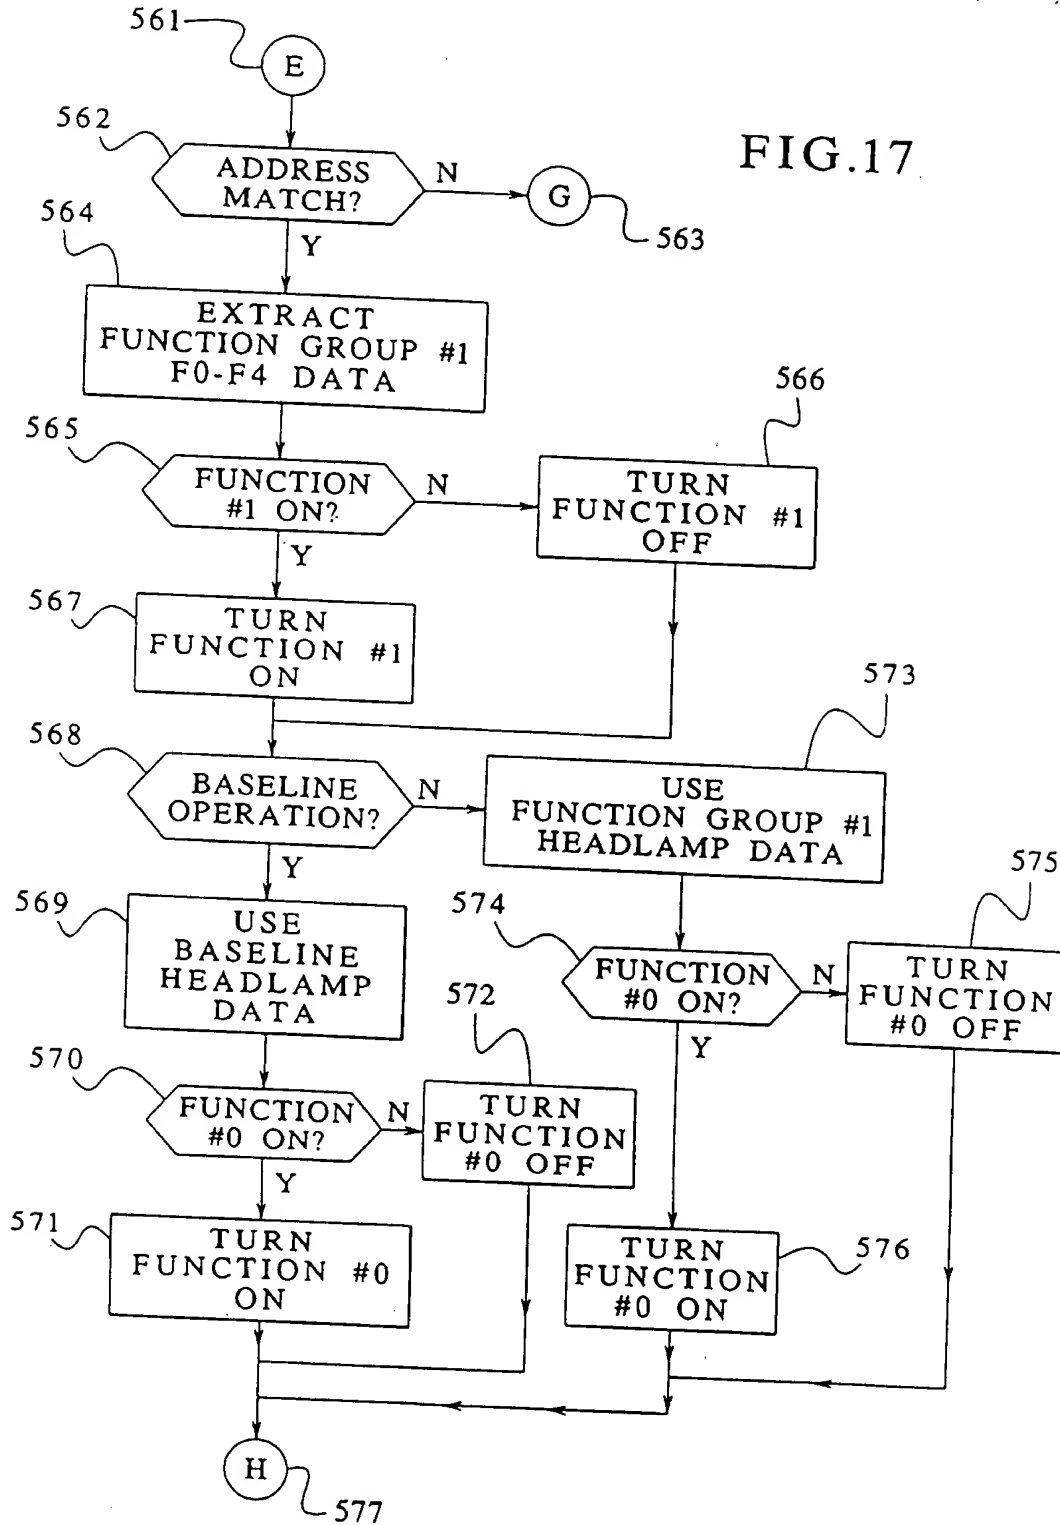 561
E
562
ADDRESS
MATCH?
N
G
563
FIG.17
Y
564
EXTRACT
FUNCTION GROUP #1
F0-F4 DATA
565
FUNCTION
#1 ON?
N
566
TURN
FUNCTION #1
OFF
Y
567
TURN
FUNCTION #1
ON
568
BASELINE
OPERATION?
N
573
USE
FUNCTION GROUP #1
HEADLAMP DATA
Y
569
USE
BASELINE
HEADLAMP
DATA
574
FUNCTION
#0 ON?
N
575
TURN
FUNCTION
#0 OFF
Y
570
FUNCTION
#0 ON?
N
572
TURN
FUNCTION
#0 OFF
Y
571
TURN
FUNCTION #0
ON
TURN
FUNCTION
#0 ON
576
H
577